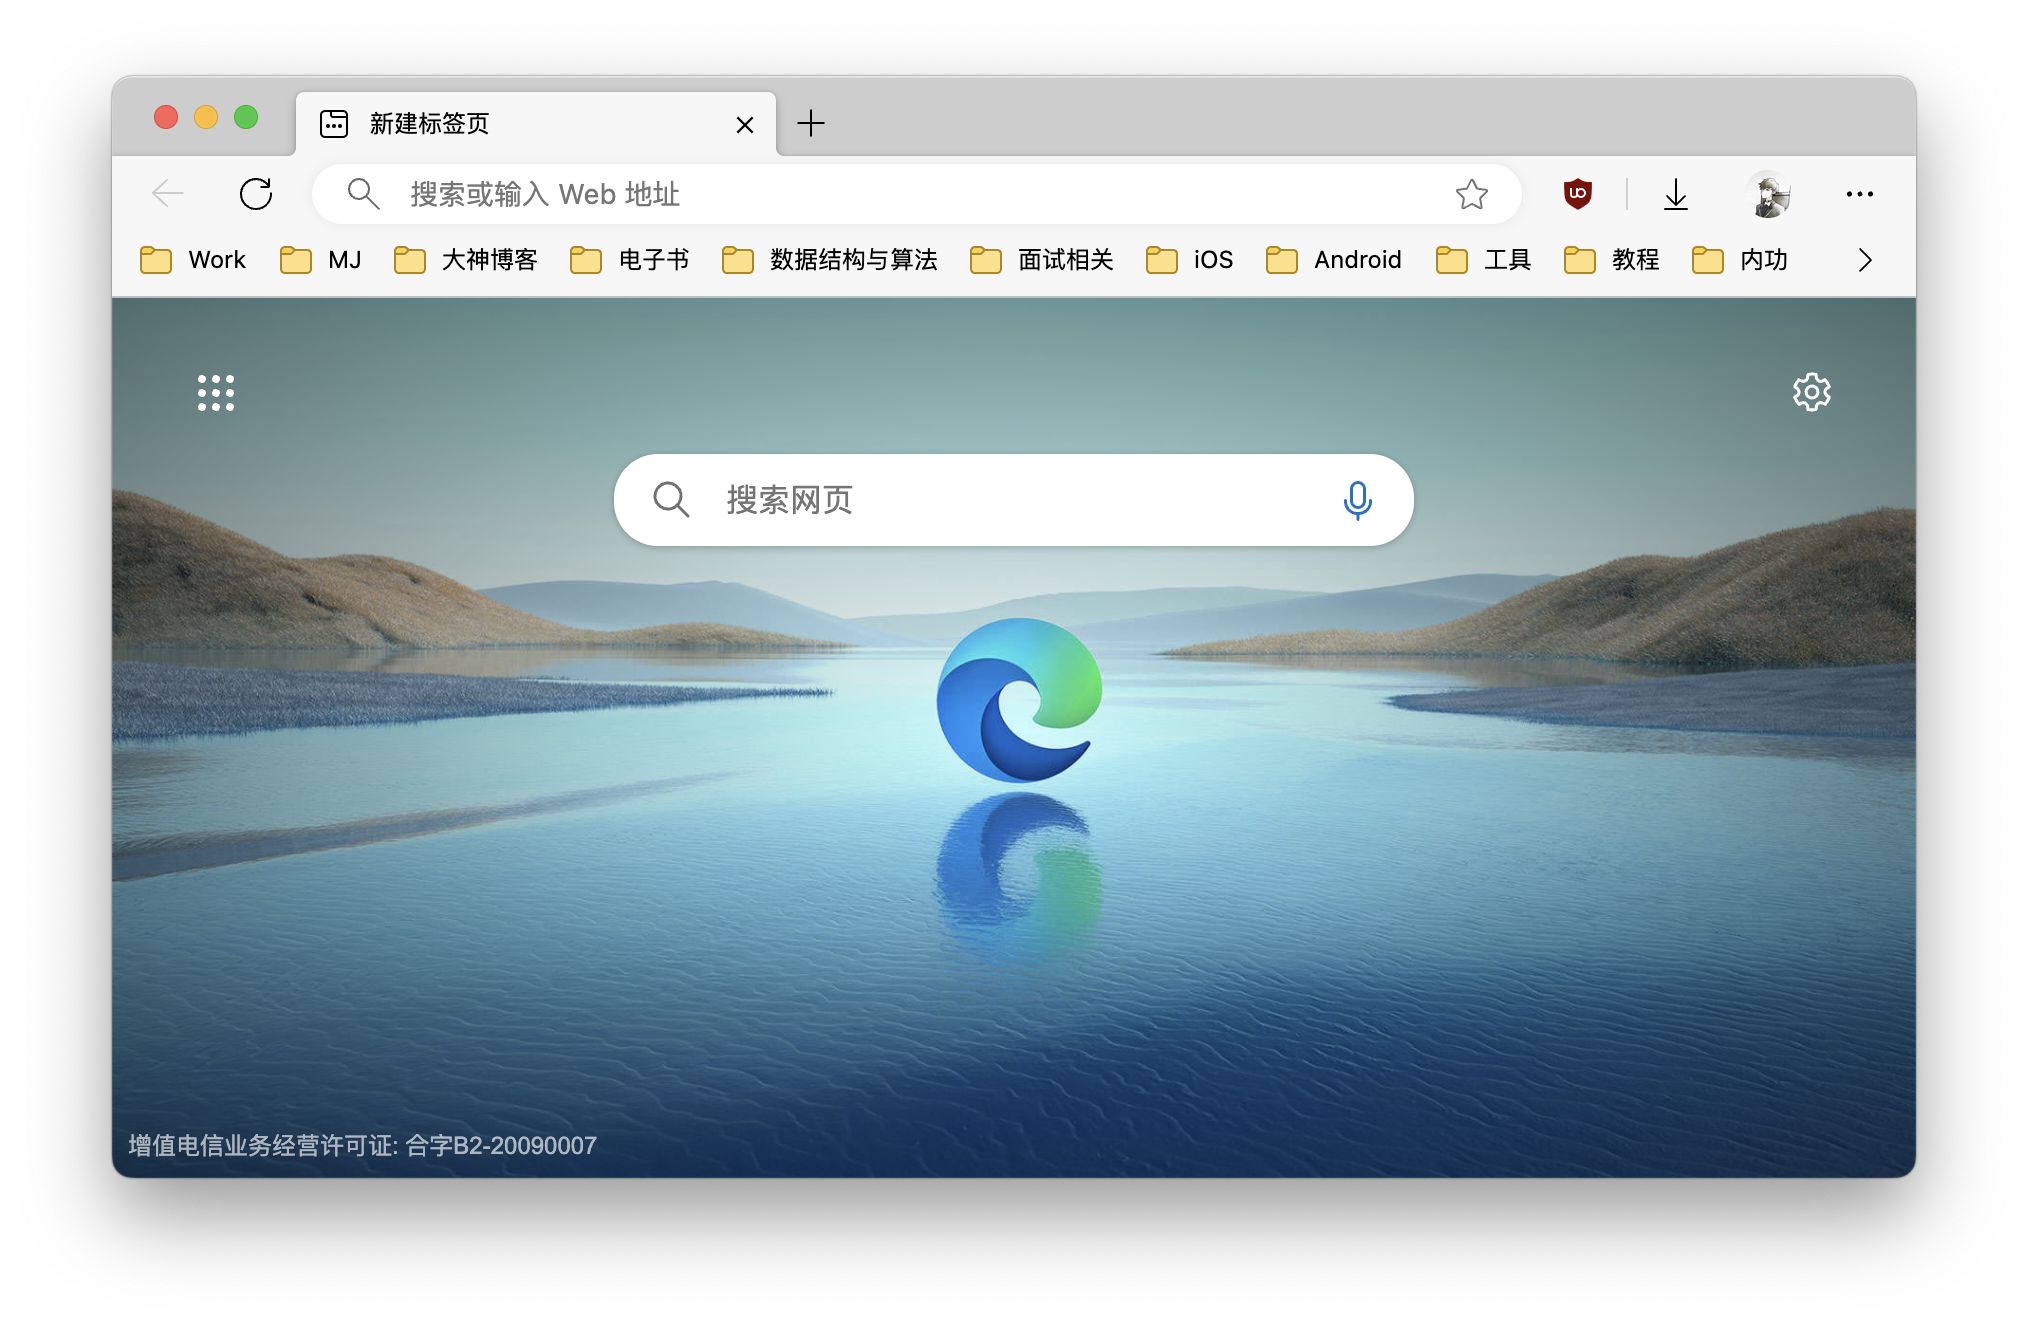 新建标签页
搜索或输入 Web 地址
Work MJ 大神博客 电子书 数据结构与算法 面试相关 iOS Android 工具 教程 内功
搜索网页
增值电信业务经营许可证: 合字B2-20090007